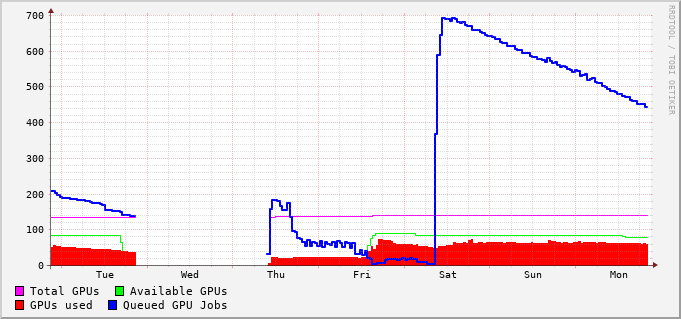 700
600
500
400
300
200
100
0
Tue Wed Thu Fri Sat Sun Mon
Total GPUs Available GPUs
GPUs used Queued GPU Jobs
RRDTOOL / TOBI OETIKER